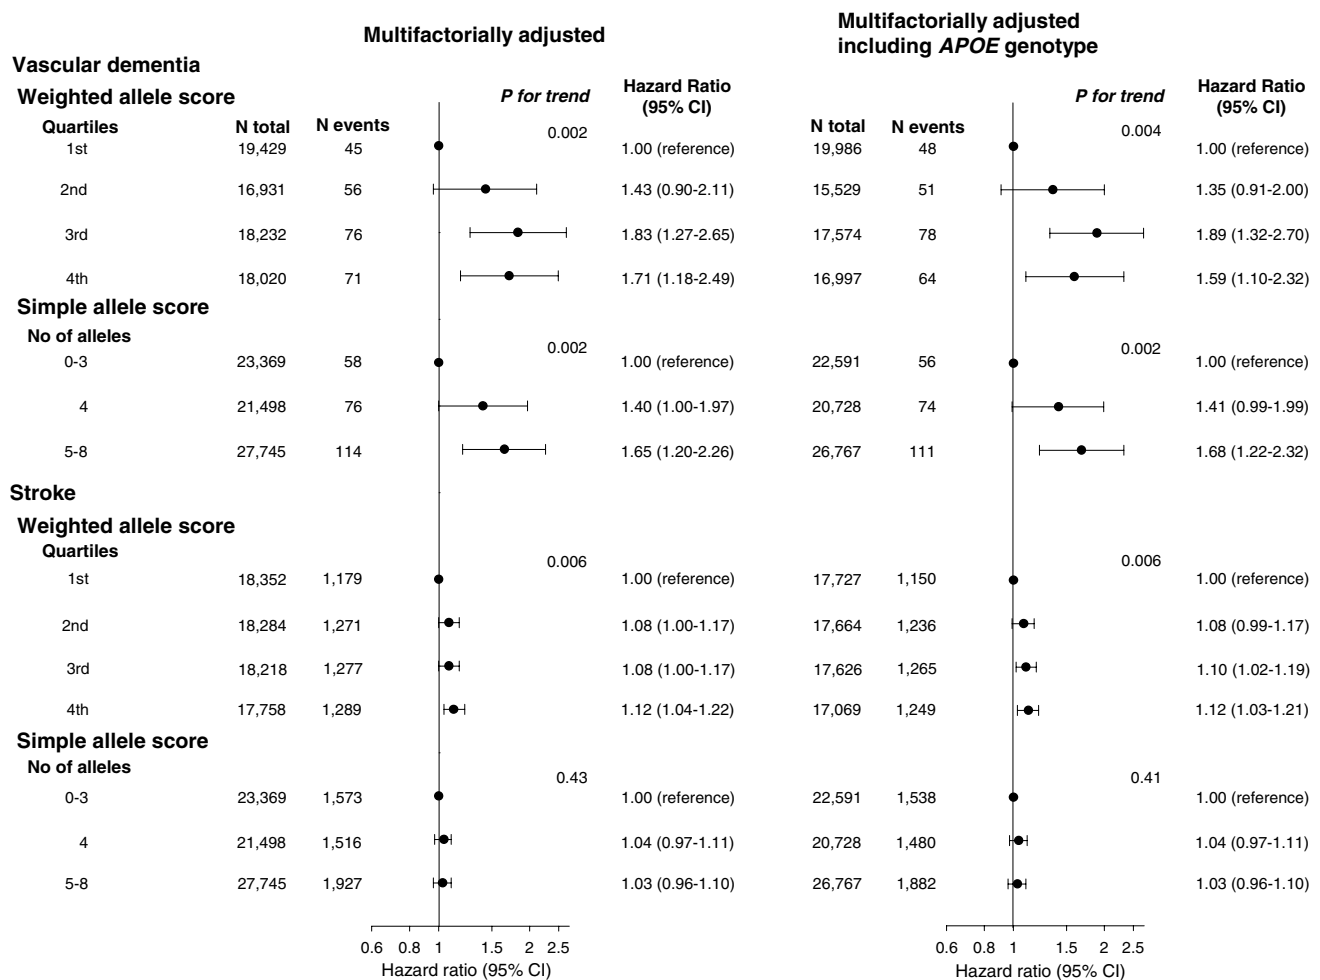 Multifactorially adjusted
Multifactorially adjusted
including APOE genotype
Vascular dementia
Weighted allele score P for trend Hazard Ratio (95% CI) P for trend Hazard Ratio (95% CI)
Quartiles N total N events 0.002 N total N events 0.004
1st 19,429 45 1.00 (reference) 19,986 48 1.00 (reference)
2nd 16,931 56 1.43 (0.90-2.11) 15,529 51 1.35 (0.91-2.00)
3rd 18,232 76 1.83 (1.27-2.65) 17,574 78 1.89 (1.32-2.70)
4th 18,020 71 1.71 (1.18-2.49) 16,997 64 1.59 (1.10-2.32)
Simple allele score
No of alleles 0.002 0.002
0-3 23,369 58 1.00 (reference) 22,591 56 1.00 (reference)
4 21,498 76 1.40 (1.00-1.97) 20,728 74 1.41 (0.99-1.99)
5-8 27,745 114 1.65 (1.20-2.26) 26,767 111 1.68 (1.22-2.32)
Stroke
Weighted allele score
Quartiles 0.006 0.006
1st 18,352 1,179 1.00 (reference) 17,727 1,150 1.00 (reference)
2nd 18,284 1,271 1.08 (1.00-1.17) 17,664 1,236 1.08 (0.99-1.17)
3rd 18,218 1,277 1.08 (1.00-1.17) 17,626 1,265 1.10 (1.02-1.19)
4th 17,758 1,289 1.12 (1.04-1.22) 17,069 1,249 1.12 (1.03-1.21)
Simple allele score
No of alleles 0.43 0.41
0-3 23,369 1,573 1.00 (reference) 22,591 1,538 1.00 (reference)
4 21,498 1,516 1.04 (0.97-1.11) 20,728 1,480 1.04 (0.97-1.11)
5-8 27,745 1,927 1.03 (0.96-1.10) 26,767 1,882 1.03 (0.96-1.10)
0.6 0.8 1 1.5 2 2.5 0.6 0.8 1 1.5 2 2.5
Hazard ratio (95% CI) Hazard ratio (95% CI)